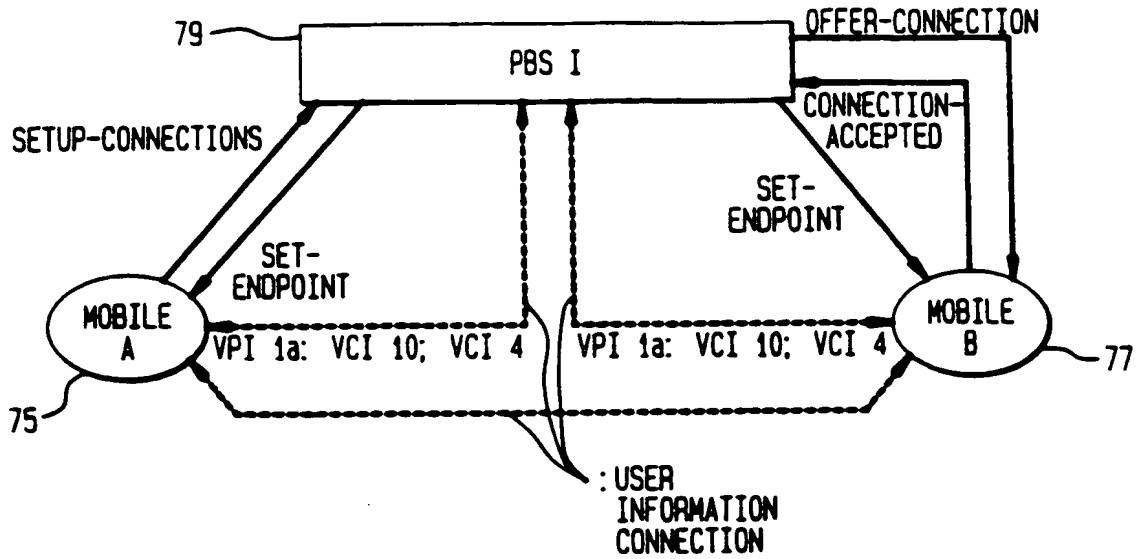 79
PBS I
OFFER-CONNECTION
SETUP-CONNECTIONS
CONNECTION-
ACCEPTED
SET-
ENDPOINT
SET-
ENDPOINT
MOBILE
A
VPI 1a: VCI 10; VCI 4
VPI 1a: VCI 10; VCI 4
MOBILE
B
75
77
: USER
INFORMATION
CONNECTION